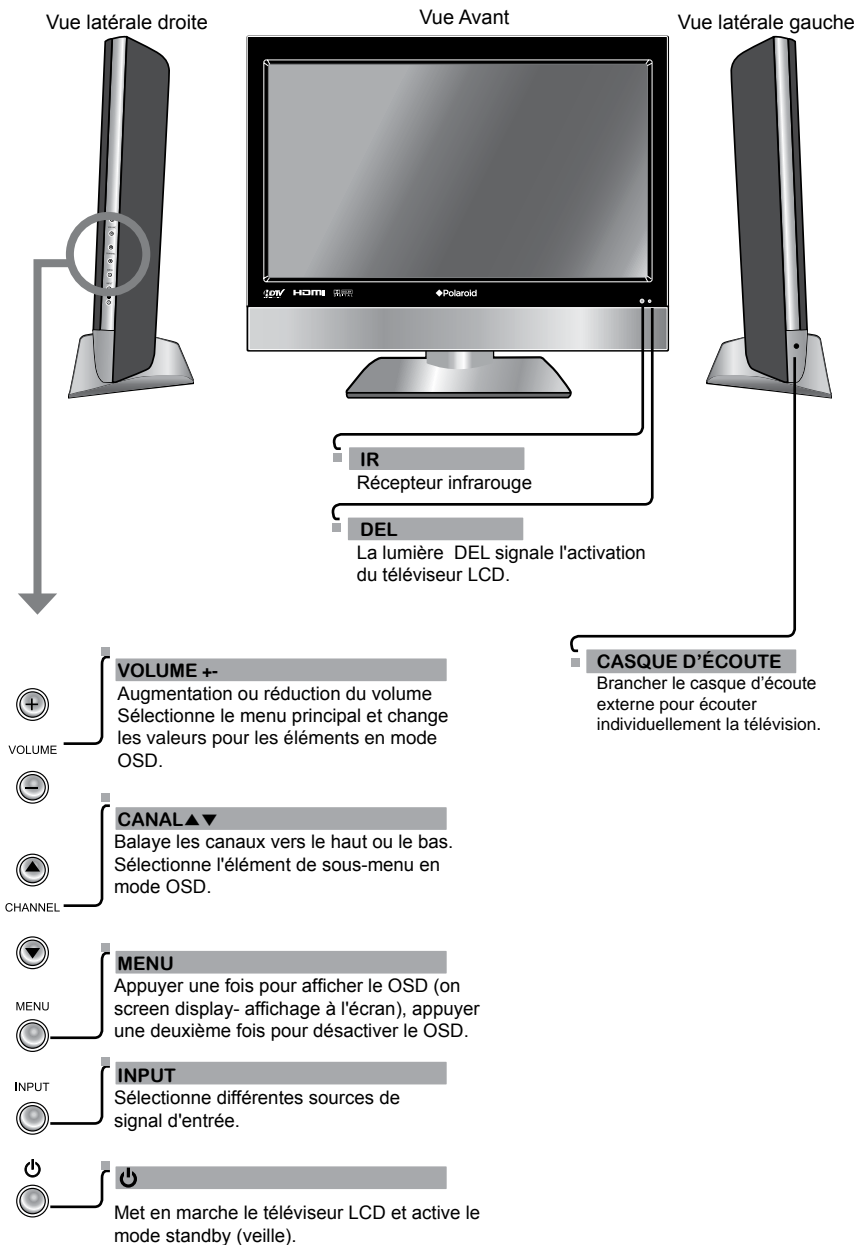 Vue latérale droite
Vue Avant
Vue latérale gauche
HDTV HDMI
Polaroid
IR
Récepteur infrarouge
DEL
La lumière DEL signale l'activation
du téléviseur LCD.
CASQUE D’ÉCOUTE
Brancher le casque d’écoute
externe pour écouter
individuellement la télévision.
VOLUME
VOLUME +-
Augmentation ou réduction du volume
Sélectionne le menu principal et change
les valeurs pour les éléments en mode
OSD.
CHANNEL
CANAL▲▼
Balaye les canaux vers le haut ou le bas.
Sélectionne l'élément de sous-menu en
mode OSD.
MENU
MENU
Appuyer une fois pour afficher le OSD (on
screen display- affichage à l'écran), appuyer
une deuxième fois pour désactiver le OSD.
INPUT
INPUT
Sélectionne différentes sources de
signal d'entrée.
Met en marche le téléviseur LCD et active le
mode standby (veille).